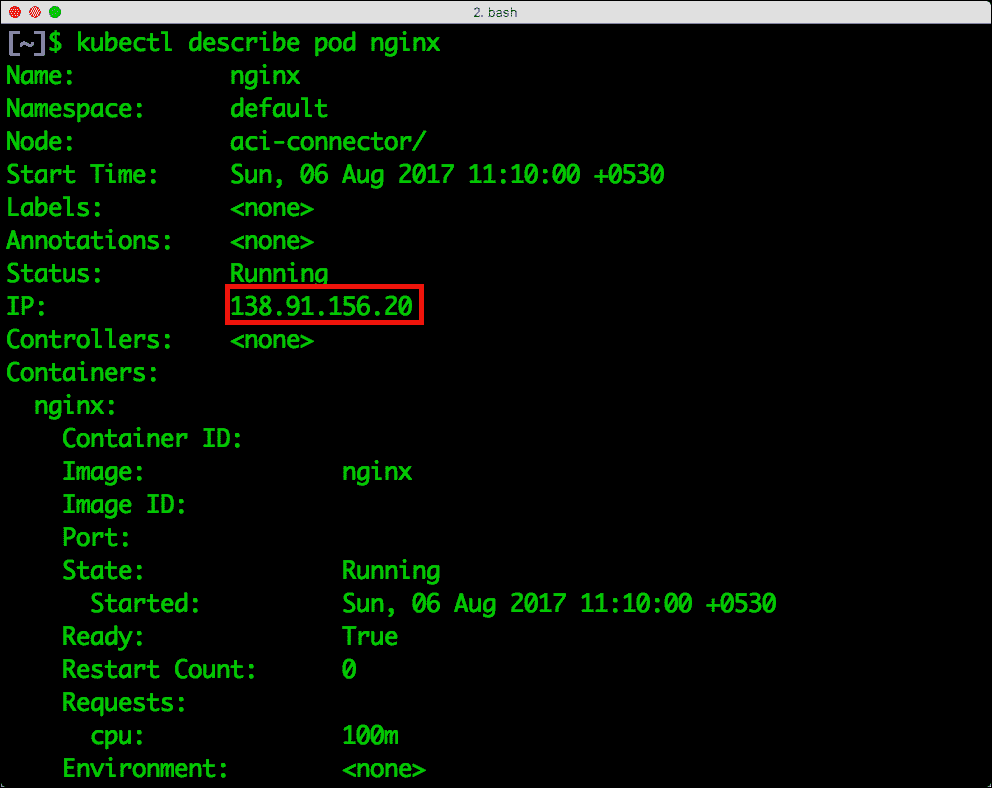 2. bash
[~]$ kubectl describe pod nginx
Name: nginx
Namespace: default
Node: aci-connector/
Start Time: Sun, 06 Aug 2017 11:10:00 +0530
Labels: <none>
Annotations: <none>
Status: Running
IP: 138.91.156.20
Controllers: <none>
Containers:
nginx:
Container ID:
Image: nginx
Image ID:
Port:
State: Running
Started: Sun, 06 Aug 2017 11:10:00 +0530
Ready: True
Restart Count: 0
Requests:
cpu: 100m
Environment: <none>